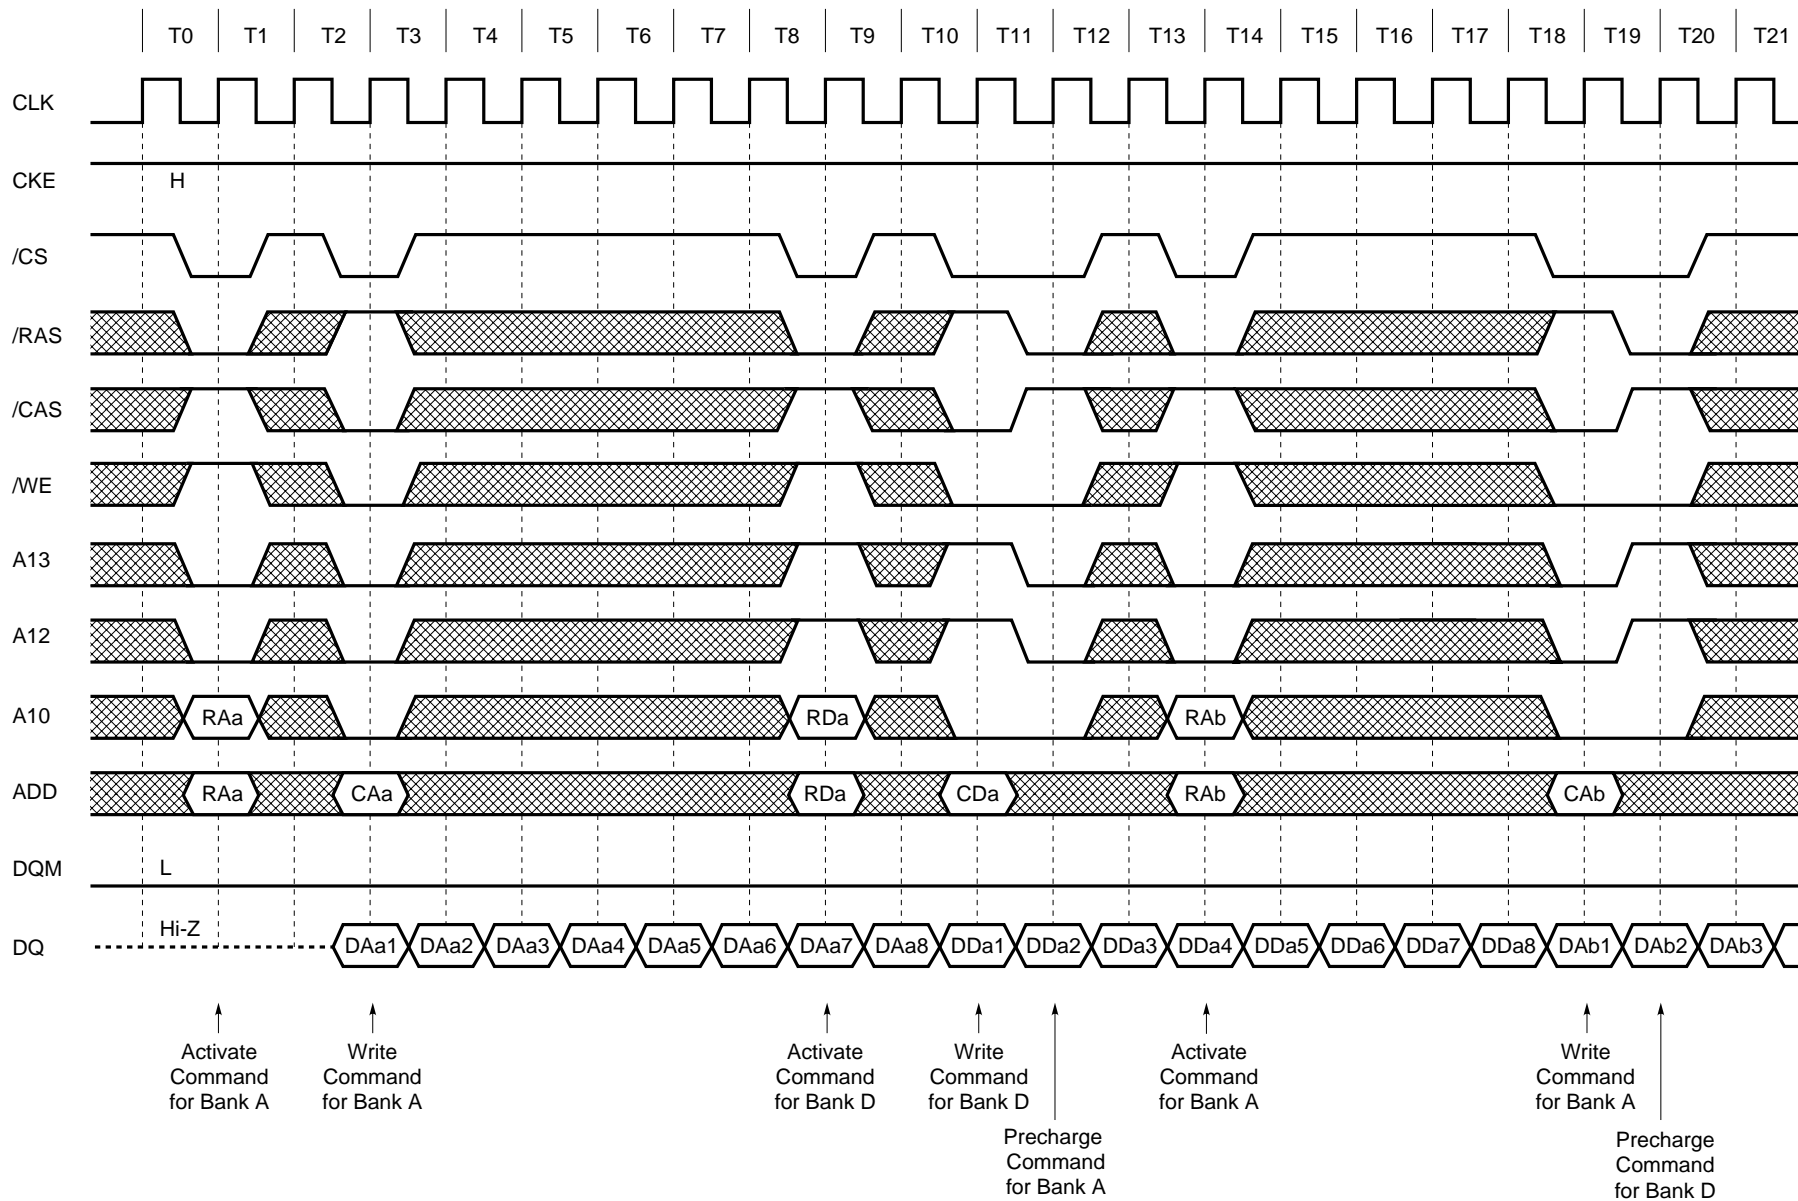 T0 T1 T2 T3 T4 T5 T6 T7 T8 T9 T10 T11 T12 T13 T14 T15 T16 T17 T18 T19 T20 T21
CLK
CKE H
/CS
/RAS
/CAS
/WE
A13
A12
A10 RAa RDa RAb
ADD RAa CAa RDa CDa RAb CAb
DQM L
DQ Hi-Z DAa1 DAa2 DAa3 DAa4 DAa5 DAa6 DAa7 DAa8 DDa1 DDa2 DDa3 DDa4 DDa5 DDa6 DDa7 DDa8 DAb1 DAb2 DAb3
Activate
Command
for Bank A
Write
Command
for Bank A
Activate
Command
for Bank D
Write
Command
for Bank D
Precharge
Command
for Bank A
Activate
Command
for Bank A
Write
Command
for Bank A
Precharge
Command
for Bank D